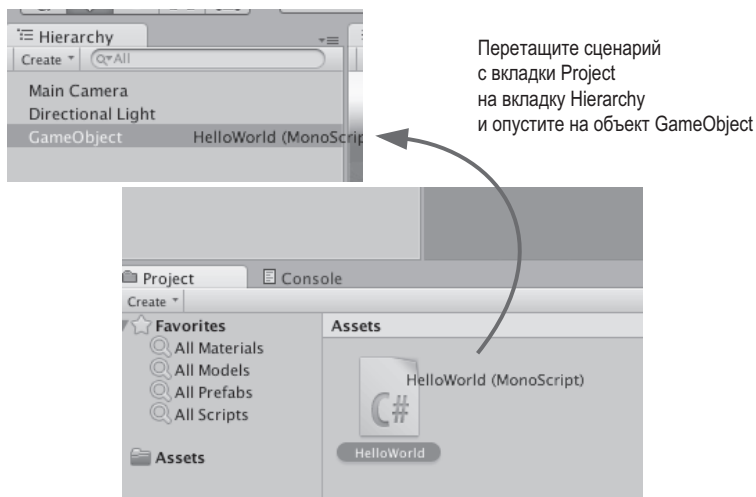 Hierarchy
Create
All
Main Camera
Directional Light
GameObject HelloWorld (MonoScrip
Перетащите сценарий
с вкладки Project
на вкладку Hierarchy
и опустите на объект GameObject
Project Console
Create
Favorites
All Materials
All Models
All Prefabs
All Scripts
Assets
Assets
HelloWorld (MonoScript)
C#
HelloWorld